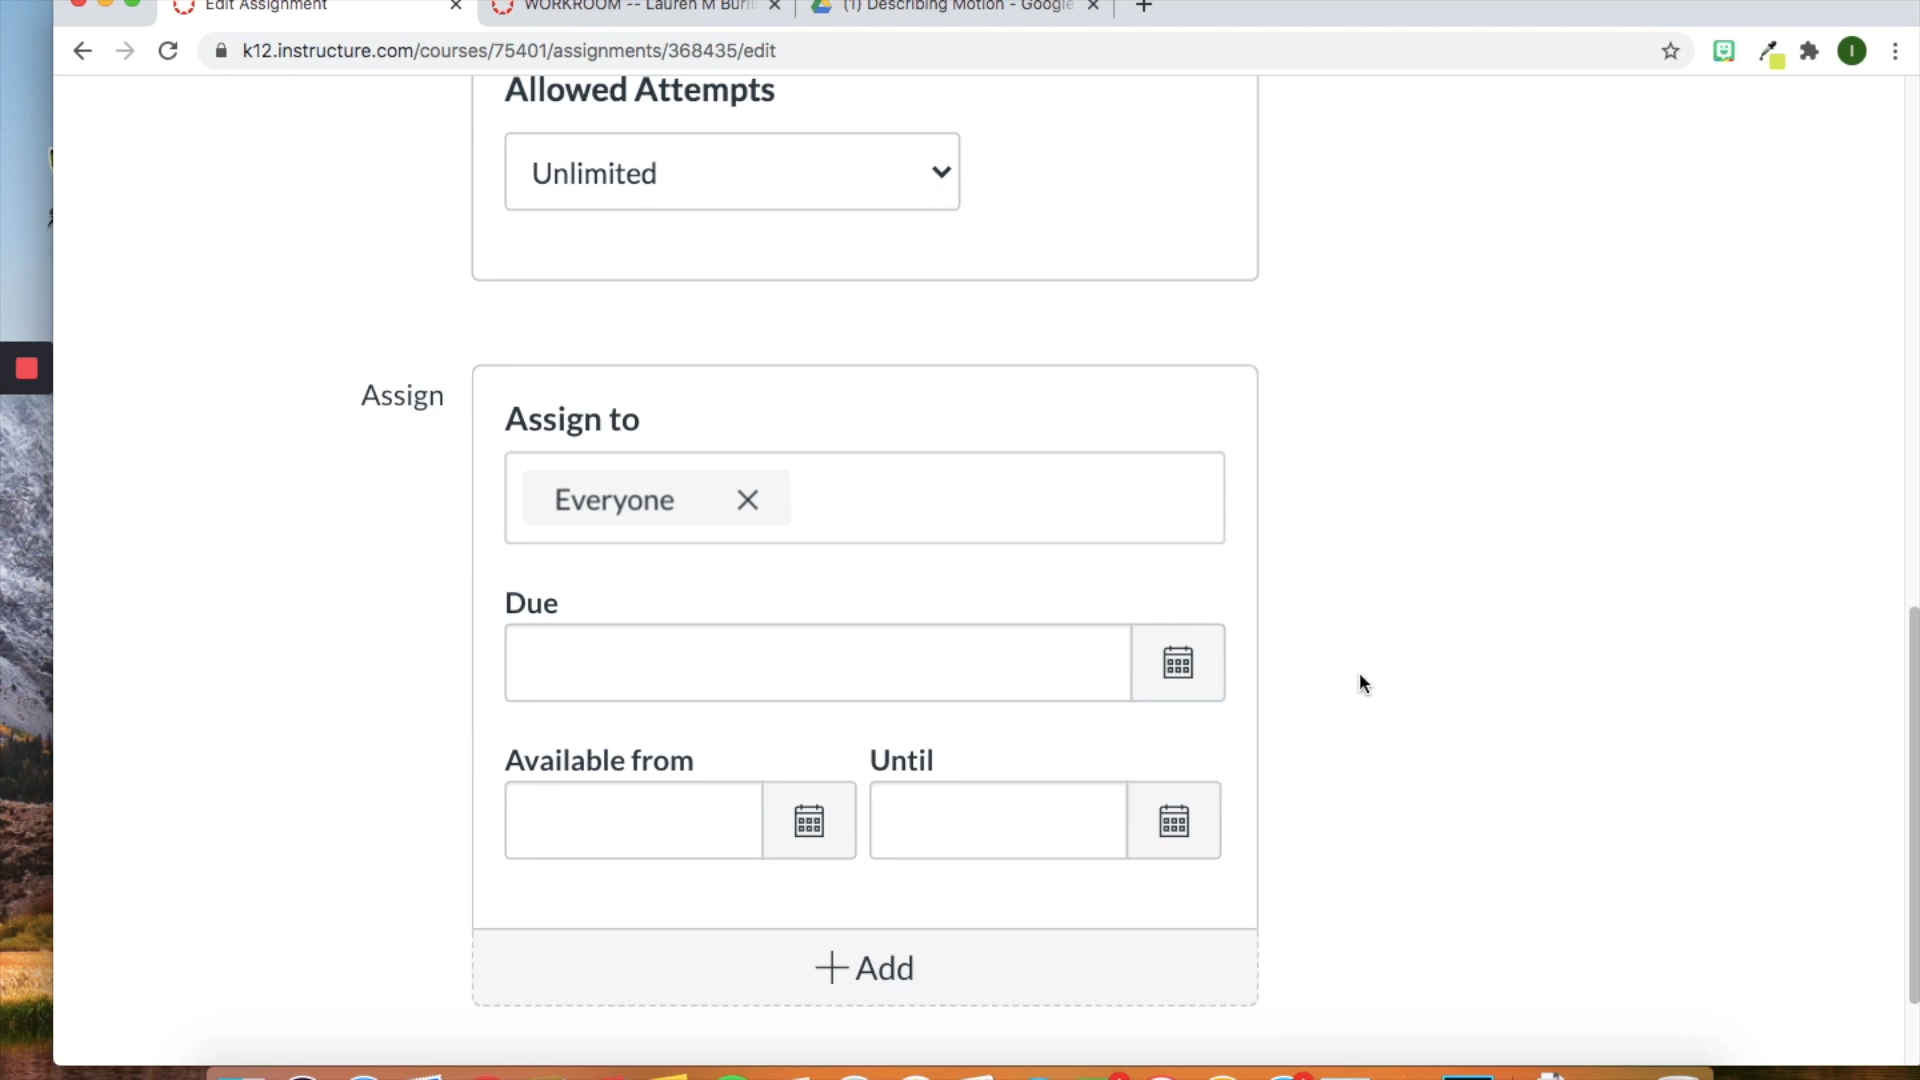 Edit Assignment
WORKROOM -- Lauren M Burli
(1) Describing Motion - Google
k12.instructure.com/courses/75401/assignments/368435/edit
I
Allowed Attempts
Unlimited
Assign
Assign to
Everyone
Due
Available from Until
Add